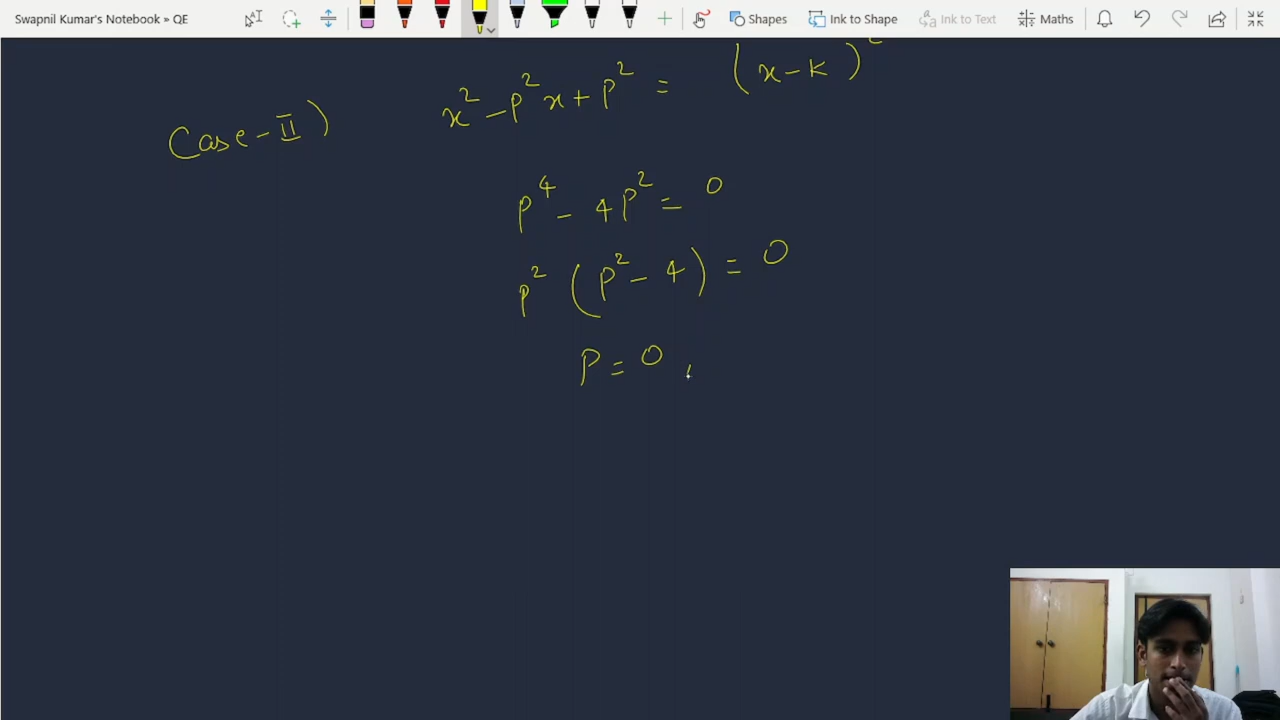 Swapnil Kumar's Notebook » QE
Shapes
Ink to Shape
Ink to Text
Maths
Case-II)
x² - p²x + p² = (x-k)²
p⁴ - 4p² = 0
p² (p² - 4) = 0
P = 0 ,